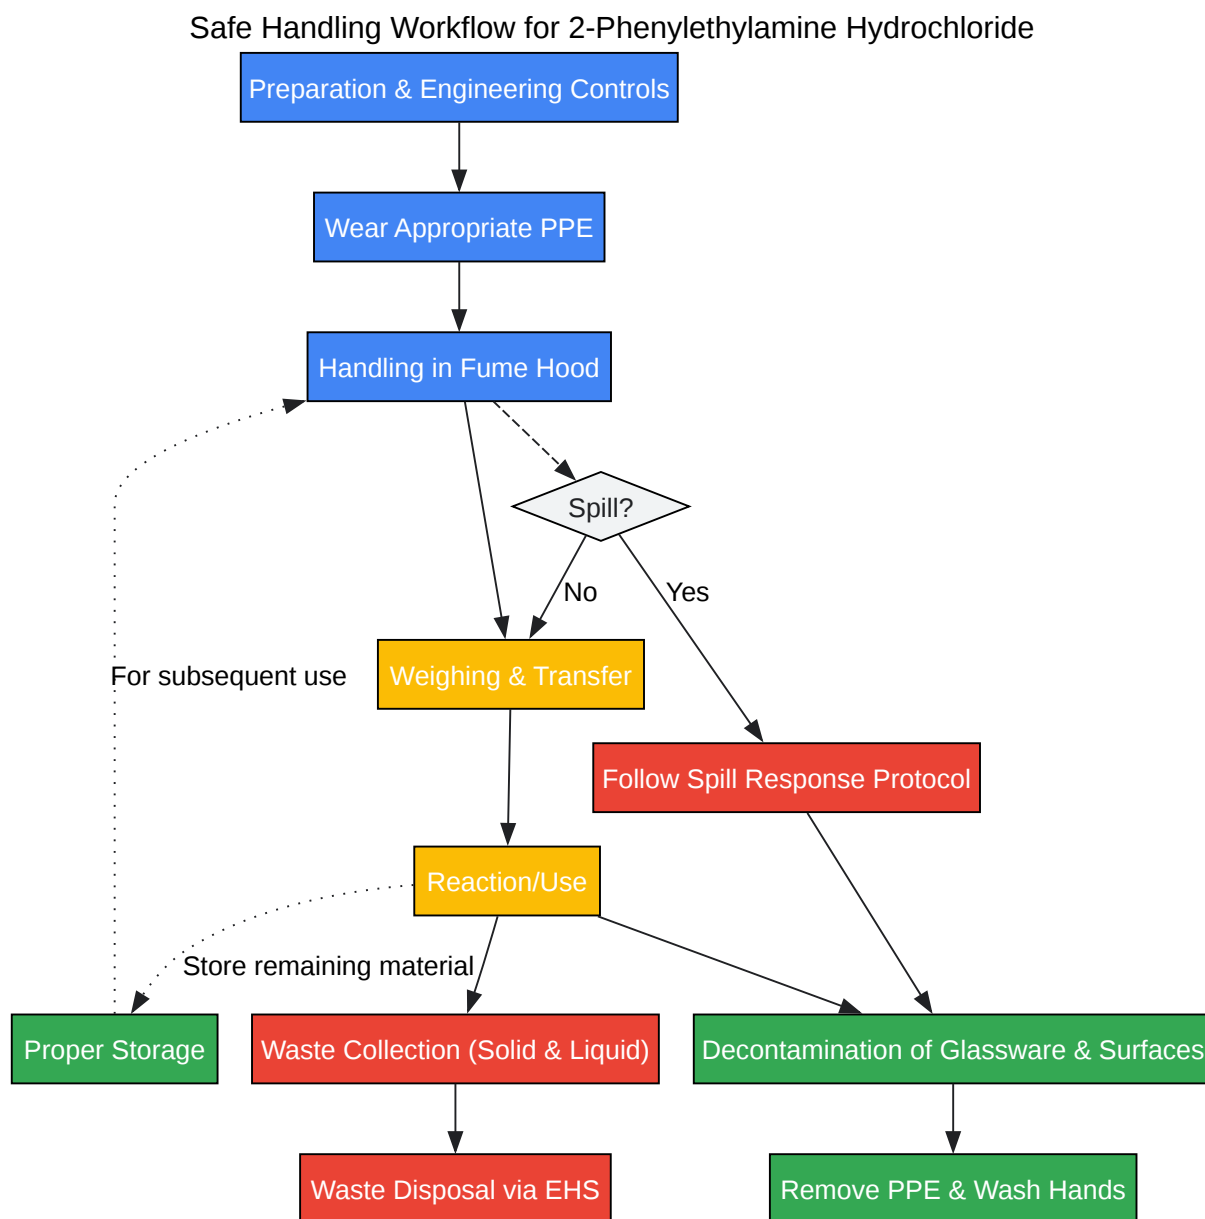 Safe Handling Workflow for 2-Phenylethylamine Hydrochloride
Preparation & Engineering Controls
Wear Appropriate PPE
Handling in Fume Hood
Spill?
No
Yes
Weighing & Transfer
For subsequent use
Follow Spill Response Protocol
Reaction/Use
Store remaining material
Proper Storage
Waste Collection (Solid & Liquid)
Decontamination of Glassware & Surfaces
Waste Disposal via EHS
Remove PPE & Wash Hands